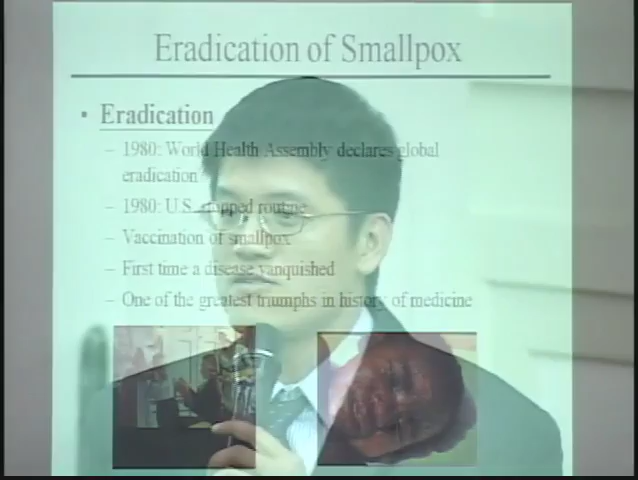 Eradication of Smallpox
• Eradication
– 1980: World Health Assembly declares global
eradication
– 1980: U.S. stopped routine
– Vaccination of smallpox
– First time a disease vanquished
– One of the greatest triumphs in history of medicine